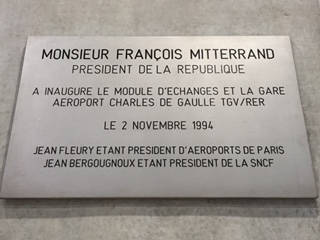 MONSIEUR FRANÇOIS MITTERRAND
PRESIDENT DE LA REPUBLIQUE
A INAUGURE LE MODULE D'ECHANGES ET LA GARE
AEROPORT CHARLES DE GAULLE TGV/RER
LE 2 NOVEMBRE 1994
JEAN FLEURY ETANT PRESIDENT D'AEROPORTS DE PARIS
JEAN BERGOUGNOUX ETANT PRESIDENT DE LA SNCF